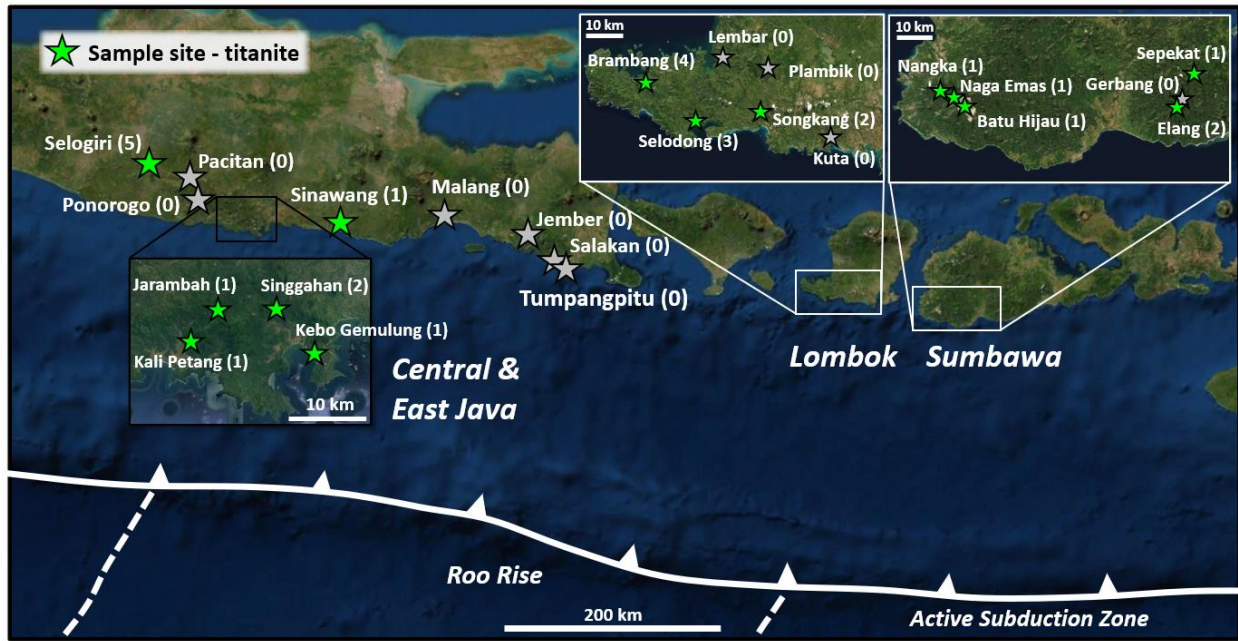 Sample site - titanite
Selogiri (5)
Pacitan (0)
Ponorogo (0)
Sinawang (1)
Malang (0)
Jember (0)
Salakan (0)
Tumpangpitu (0)
10 km
Lembar (0)
Brambang (4)
Plambik (0)
Songkang (2)
Selodong (3)
Kuta (0)
10 km
Sepekat (1)
Nangka (1)
Naga Emas (1)
Gerbang (0)
Batu Hijau (1)
Elang (2)
Jarambah (1)
Singgahan (2)
Kebo Gemulung (1)
Kali Petang (1)
10 km
Central &
East Java
Lombok
Sumbawa
Roo Rise
200 km
Active Subduction Zone